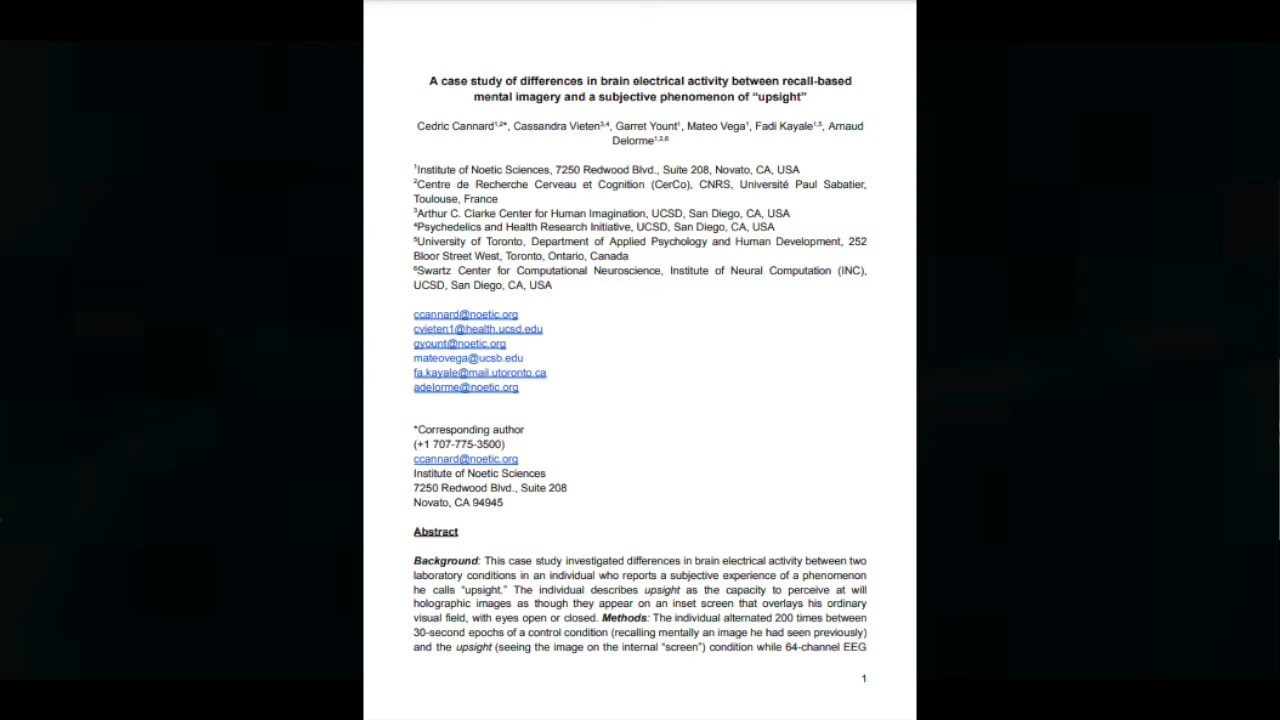 A case study of differences in brain electrical activity between recall-based
mental imagery and a subjective phenomenon of “upsight”
Cedric Cannard1,2*, Cassandra Vieten3,4, Garret Yount1, Mateo Vega1, Fadi Kayale1,5, Arnaud
Delorme1,2,6
1Institute of Noetic Sciences, 7250 Redwood Blvd., Suite 208, Novato, CA, USA
2Centre de Recherche Cerveau et Cognition (CerCo), CNRS, Université Paul Sabatier,
Toulouse, France
3Arthur C. Clarke Center for Human Imagination, UCSD, San Diego, CA, USA
4Psychedelics and Health Research Initiative, UCSD, San Diego, CA, USA
5University of Toronto, Department of Applied Psychology and Human Development, 252
Bloor Street West, Toronto, Ontario, Canada
6Swartz Center for Computational Neuroscience, Institute of Neural Computation (INC),
UCSD, San Diego, CA, USA
ccannard@noetic.org
cvieten1@health.ucsd.edu
gyount@noetic.org
mateovega@ucsb.edu
fa.kayale@mail.utoronto.ca
adelorme@noetic.org
*Corresponding author
(+1 707-775-3500)
ccannard@noetic.org
Institute of Noetic Sciences
7250 Redwood Blvd., Suite 208
Novato, CA 94945
Abstract
Background: This case study investigated differences in brain electrical activity between two
laboratory conditions in an individual who reports a subjective experience of a phenomenon
he calls “upsight.” The individual describes upsight as the capacity to perceive at will
holographic images as though they appear on an inset screen that overlays his ordinary
visual field, with eyes open or closed. Methods: The individual alternated 200 times between
30-second epochs of a control condition (recalling mentally an image he had seen previously)
and the upsight (seeing the image on the internal “screen”) condition while 64-channel EEG
1